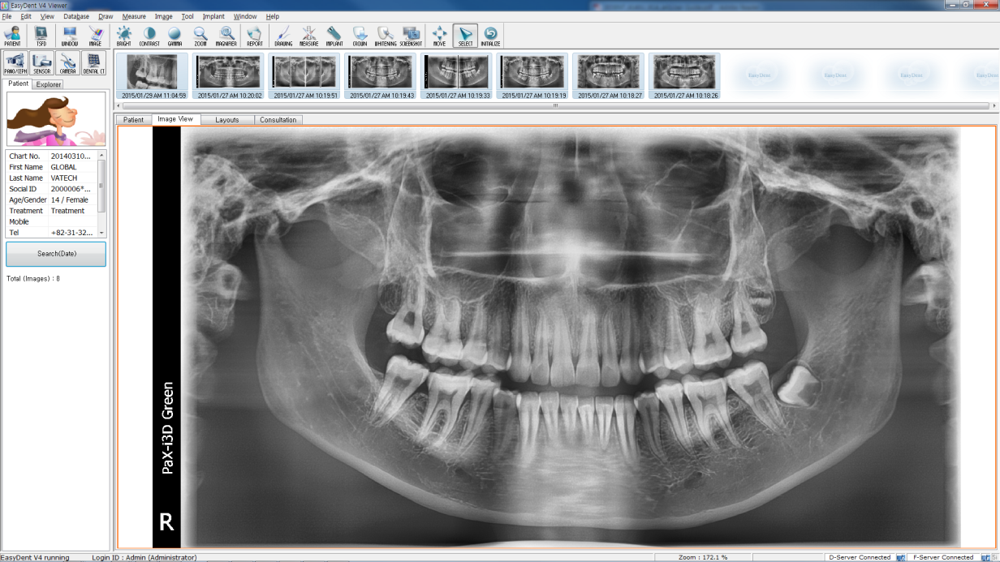 EasyDent V4 Viewer
File Edit View Database Draw Measure Image Tool Implant Window Help
PATIENT TSFD WINDOW IMAGE BRIGHT CONTRAST GAMMA ZOOM MAGNIFIER REPORT DRAWING MEASURE IMPLANT CROWN WHITENING SCREENSHOT MOVE SELECT INITIALIZE
PANO/CEPH SENSOR CAMERA DENTAL CT
Patient Explorer
2015/01/29 AM 11:04:59 2015/01/27 AM 10:20:02 2015/01/27 AM 10:19:51 2015/01/27 AM 10:19:43 2015/01/27 AM 10:19:33 2015/01/27 AM 10:19:19 2015/01/27 AM 10:18:27 2015/01/27 AM 10:18:26
EasyDent EasyDent EasyDent EasyDent
Patient Image View Layouts Consultation
Chart No. 20140310...
First Name GLOBAL
Last Name VATECH
Social ID 2000006*...
Age/Gender 14 / Female
Treatment Treatment
Mobile
Tel +82-31-32...
Search(Date)
Total (Images) : 8
PaX-i3D Green
R
EasyDent V4 running Login ID : Admin (Administrator) Zoom : 172.1 % D-Server Connected F-Server Connected